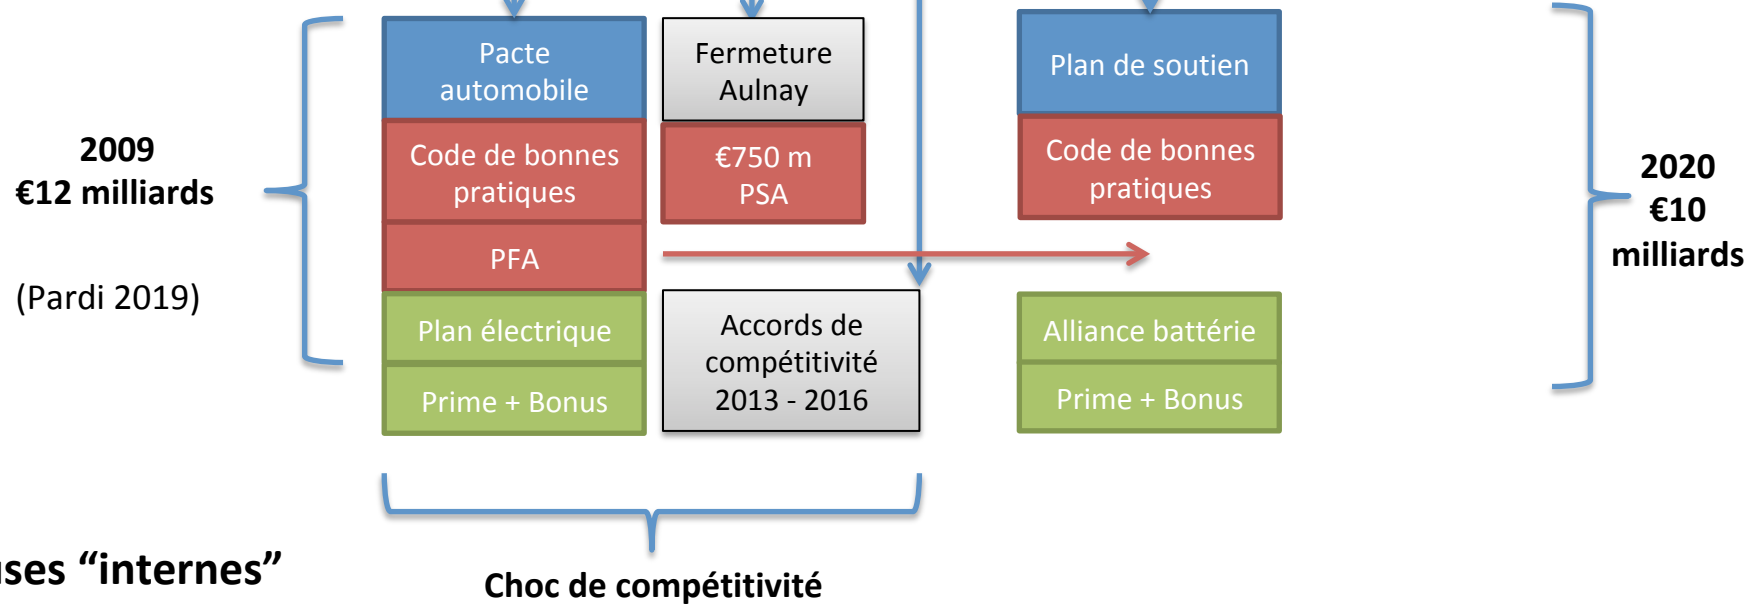 2009
€12 milliards
(Pardi 2019)
Pacte
automobile
Code de bonnes
pratiques
PFA
Plan électrique
Prime + Bonus
Fermeture
Aulnay
€750 m
PSA
Accords de
compétitivité
2013 - 2016
Plan de soutien
Code de bonnes
pratiques
Alliance battérie
Prime + Bonus
2020
€10
milliards
“internes”
Choc de compétitivité